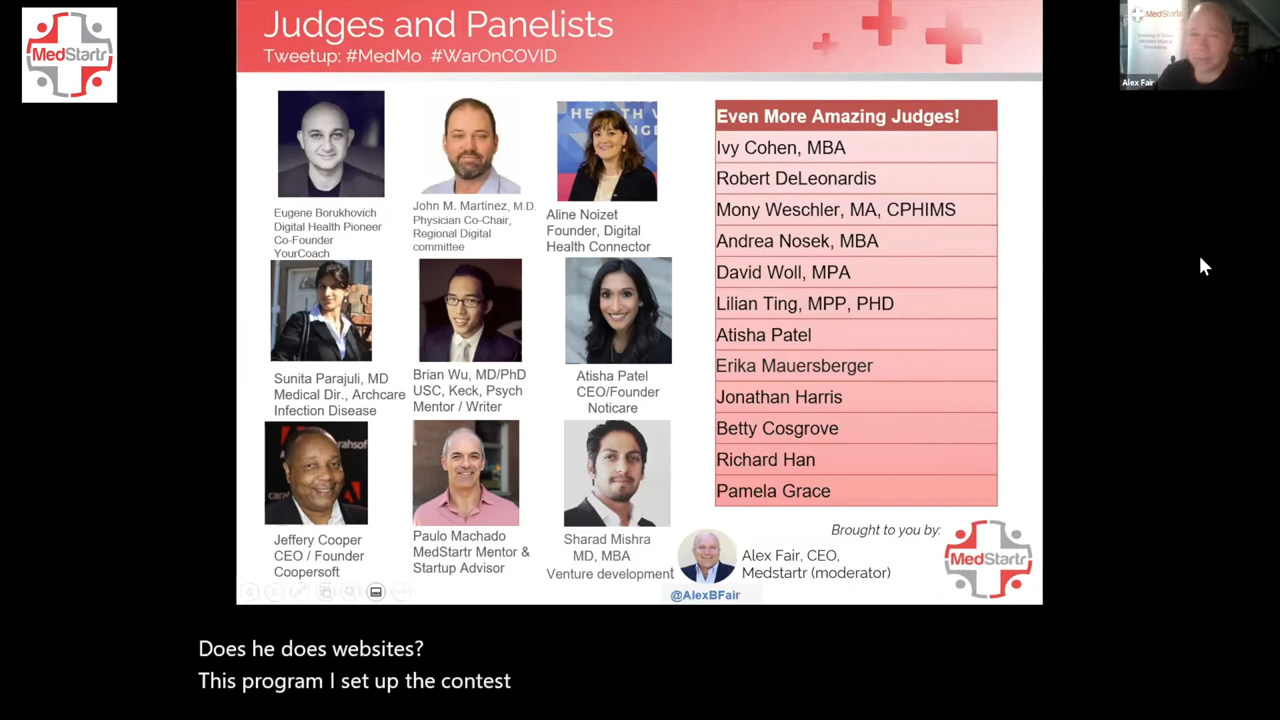 MedStartr
Judges and Panelists
Tweetup: #MedMo #WarOnCOVID
MedStartr
Alex Fair
HEALTH
Eugene Borukhovich
Digital Health Pioneer
Co-Founder
YourCoach
John M. Martinez, M.D.
Physician Co-Chair,
Regional Digital
committee
Aline Noizet
Founder, Digital
Health Connector
Sunita Parajuli, MD
Medical Dir., Archcare
Infection Disease
Brian Wu, MD/PhD
USC, Keck, Psych
Mentor / Writer
Atisha Patel
CEO/Founder
Noticare
Jeffery Cooper
CEO / Founder
Coopersoft
Paulo Machado
MedStartr Mentor &
Startup Advisor
Sharad Mishra
MD, MBA
Venture development
Even More Amazing Judges!
Ivy Cohen, MBA
Robert DeLeonardis
Mony Weschler, MA, CPHIMS
Andrea Nosek, MBA
David Woll, MPA
Lilian Ting, MPP, PHD
Atisha Patel
Erika Mauersberger
Jonathan Harris
Betty Cosgrove
Richard Han
Pamela Grace
Brought to you by:
MedStartr
Alex Fair, CEO,
Medstartr (moderator)
@AlexBFair
Does he does websites?
This program I set up the contest